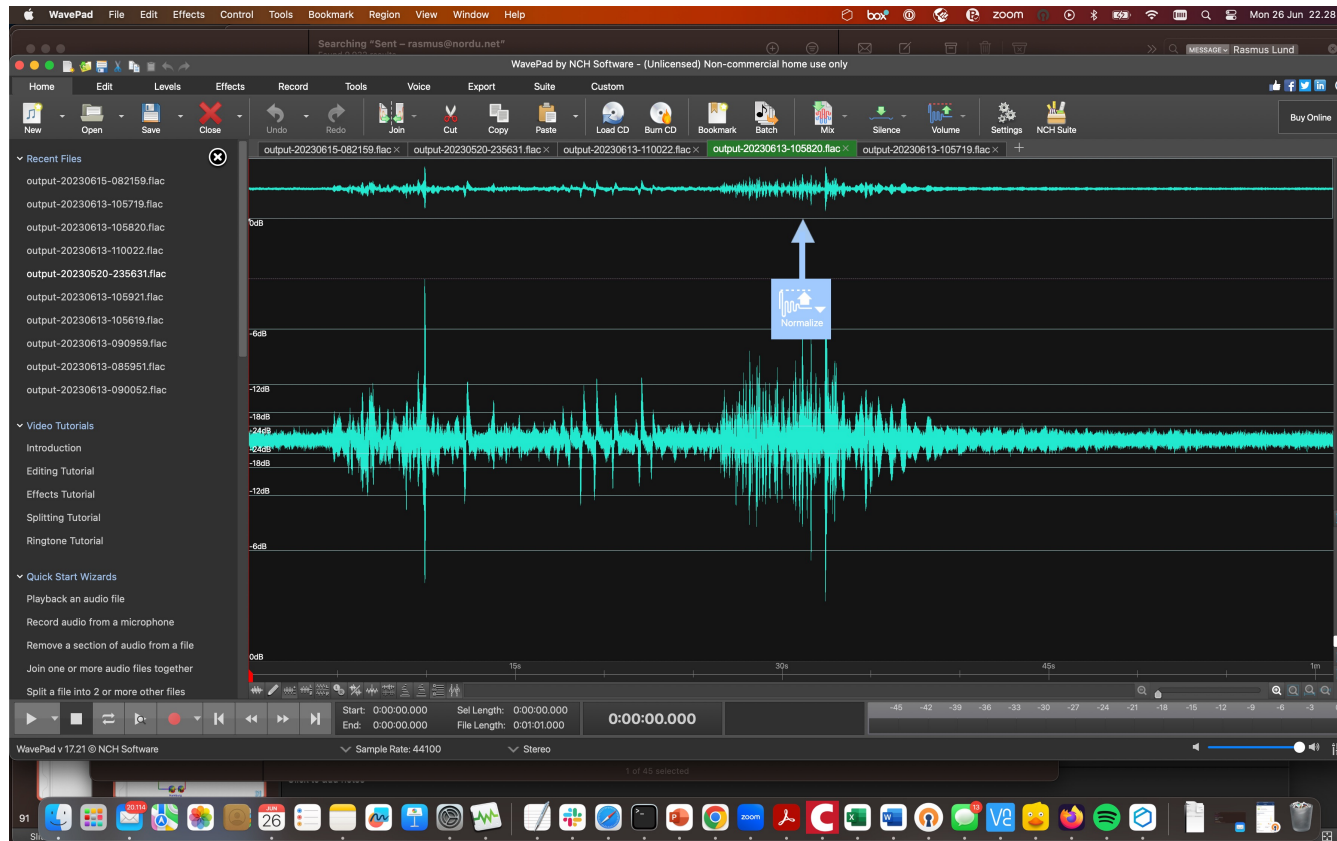 WavePad File Edit Effects Control Tools Bookmark Region View Window Help box zoom Mon 26 Jun 22.28
Searching "Sent – rasmus@nordu.net"
MESSAGE Rasmus Lund
WavePad by NCH Software - (Unlicensed) Non-commercial home use only
Home Edit Levels Effects Record Tools Voice Export Suite Custom
New Open Save Close Undo Redo Join Cut Copy Paste Load CD Burn CD Bookmark Batch Mix Silence Volume Settings NCH Suite Buy Online
output-20230615-082159.flac × output-20230520-235631.flac × output-20230613-110022.flac × output-20230613-105820.flac × output-20230613-105719.flac × +
Recent Files
output-20230615-082159.flac
output-20230613-105719.flac
output-20230613-105820.flac
output-20230613-110022.flac
output-20230520-235631.flac
output-20230613-105921.flac
output-20230613-105619.flac
output-20230613-090959.flac
output-20230613-085951.flac
output-20230613-090052.flac
Video Tutorials
Introduction
Editing Tutorial
Effects Tutorial
Splitting Tutorial
Ringtone Tutorial
Quick Start Wizards
Playback an audio file
Record audio from a microphone
Remove a section of audio from a file
Join one or more audio files together
Split a file into 2 or more other files
0dB
-6dB
-12dB
-18dB
-24dB
-24dB
-18dB
-12dB
-6dB
0dB
Normalize
15s 30s 45s 1m
Start: 0:00:00.000 Sel Length: 0:00:00.000
End: 0:00:00.000 File Length: 0:01:01.000
0:00:00.000
-45 -42 -39 -36 -33 -30 -27 -24 -21 -18 -15 -12 -9 -6 -3
WavePad v 17.21 © NCH Software Sample Rate: 44100 Stereo
1 of 45 selected
91
20.114
JUN
26
zoom
13